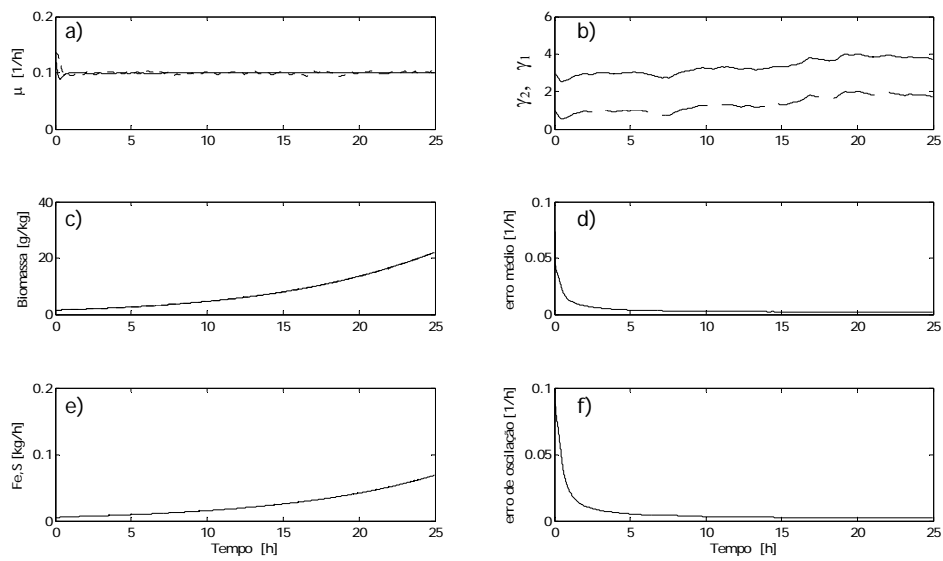 a)
0.2
0.1
0
μ [1/h]
0 5 10 15 20 25
b)
6
4
2
0
γ2, γ1
0 5 10 15 20 25
c)
40
20
0
Biomassa [g/kg]
0 5 10 15 20 25
d)
0.1
0.05
0
erro médio [1/h]
0 5 10 15 20 25
e)
0.2
0.1
0
Fe,S [kg/h]
0 5 10 15 20 25
Tempo [h]
f)
0.1
0.05
0
erro de oscilação [1/h]
0 5 10 15 20 25
Tempo [h]